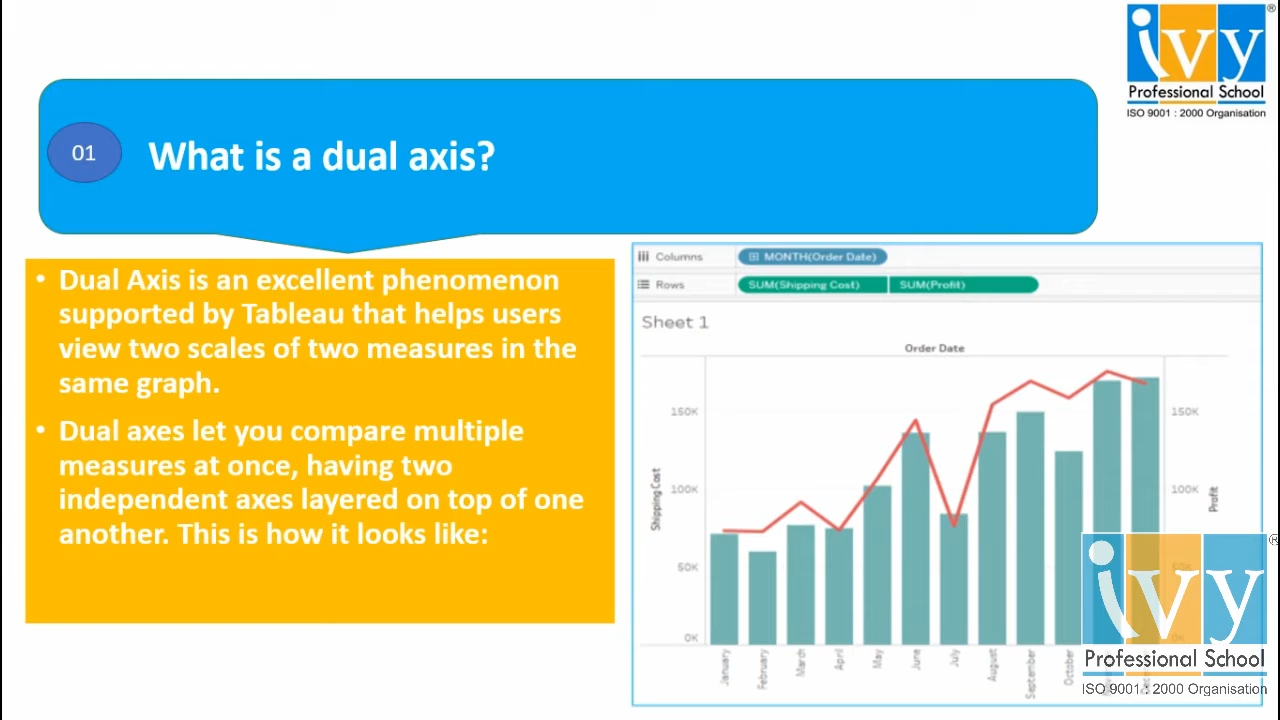 ivy
®
Professional School
ISO 9001 : 2000 Organisation
01
What is a dual axis?
• Dual Axis is an excellent phenomenon
supported by Tableau that helps users
view two scales of two measures in the
same graph.
• Dual axes let you compare multiple
measures at once, having two
independent axes layered on top of one
another. This is how it looks like:
Columns
MONTH(Order Date)
Rows
SUM(Shipping Cost)
SUM(Profit)
Sheet 1
Order Date
150K
100K
50K
0K
Shipping Cost
150K
100K
Profit
January
February
March
April
May
June
July
August
September
October
ivy
®
Professional School
ISO 9001 : 2000 Organisation